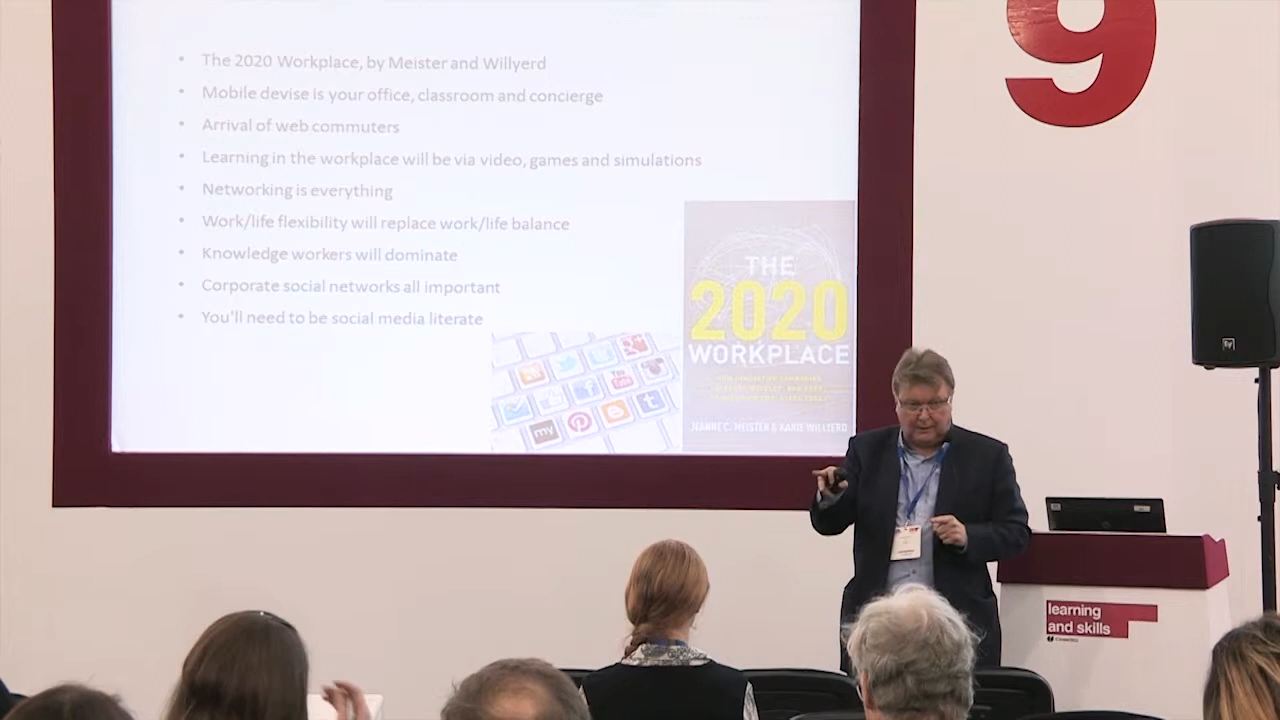 9
• The 2020 Workplace, by Meister and Willyerd
• Mobile devise is your office, classroom and concierge
• Arrival of web commuters
• Learning in the workplace will be via video, games and simulations
• Networking is everything
• Work/life flexibility will replace work/life balance
• Knowledge workers will dominate
• Corporate social networks all important
• You'll need to be social media literate
THE
2020
WORKPLACE
JEANNE C. MEISTER & KARIE WILLYERD
You
Tube
my
learning
and skills